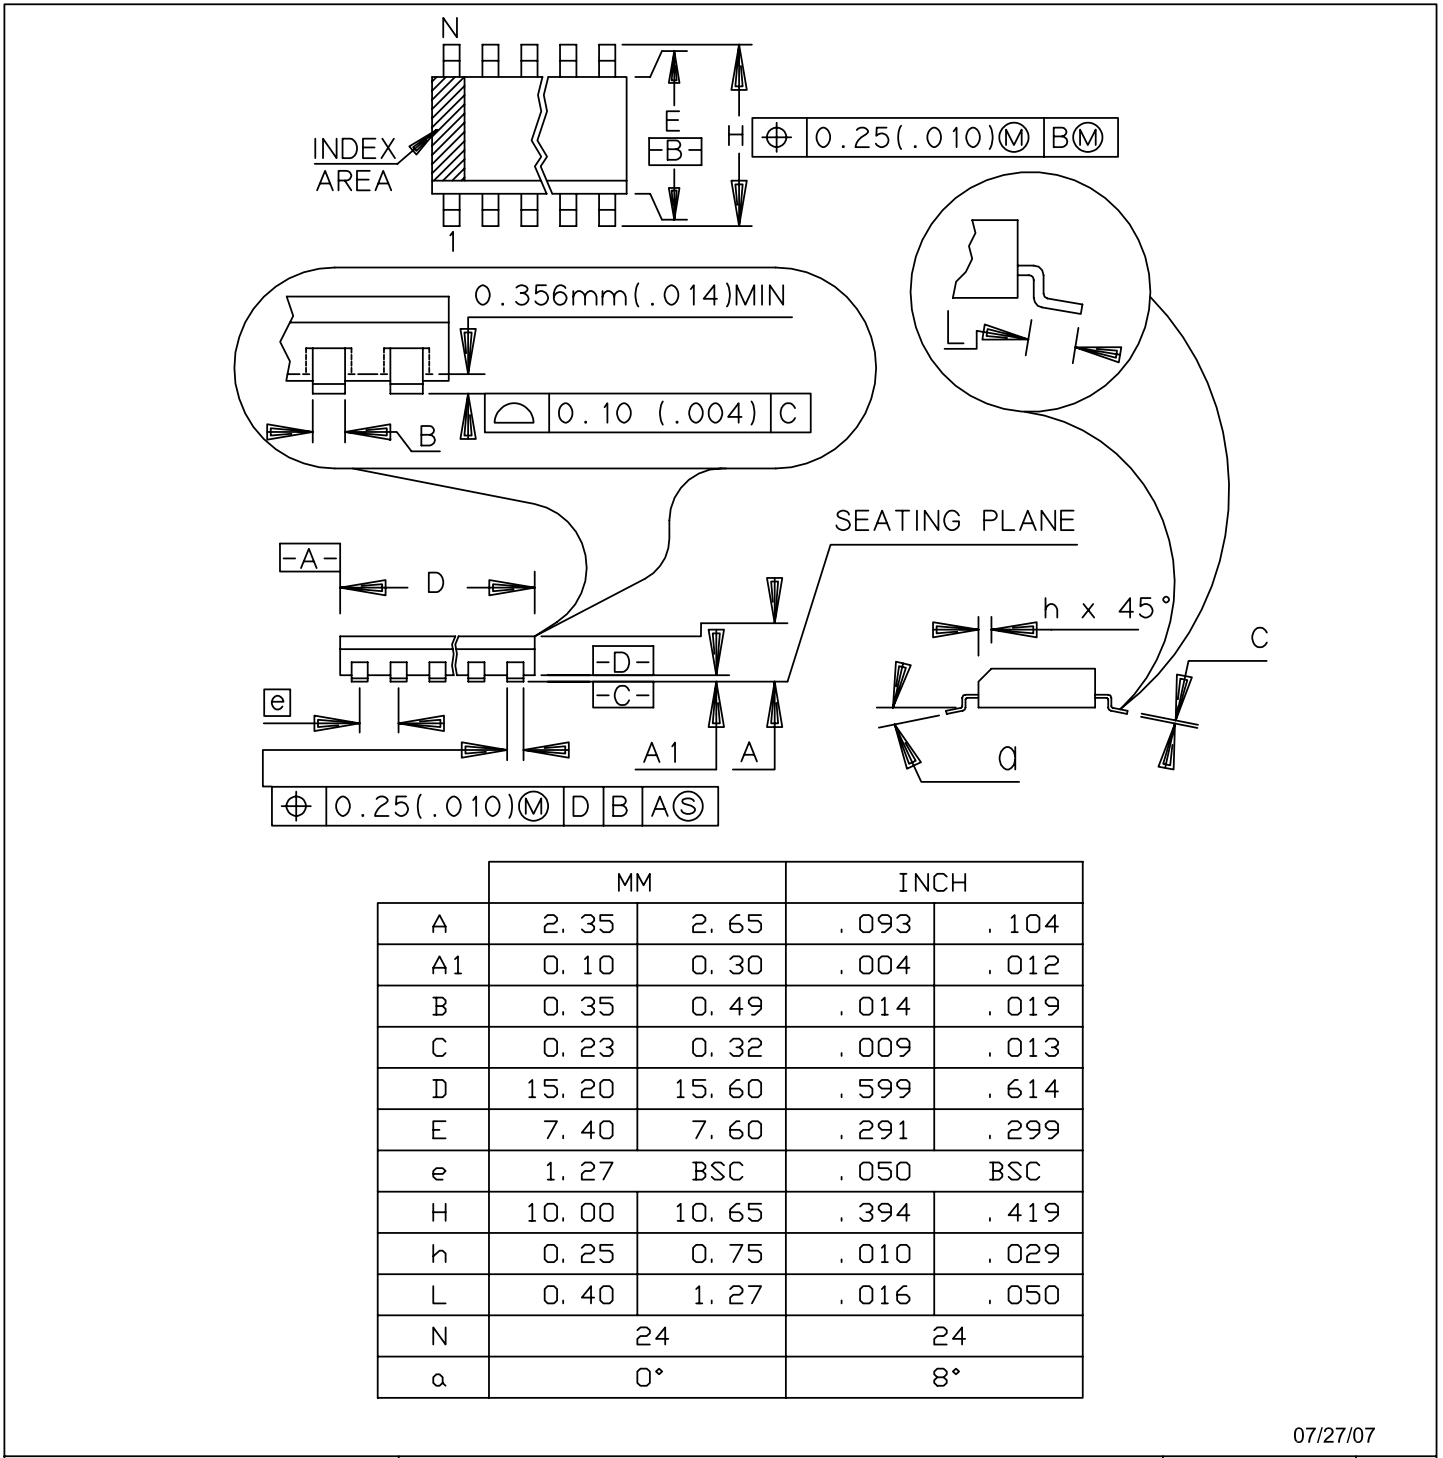 N
E
-B-
H
⌖ 0.25(.010)Ⓜ BⓂ
INDEX
AREA
1
0.356mm(.014)MIN
L
⌓ 0.10 (.004) C
B
SEATING PLANE
-A-
D
h x 45°
C
-D-
-C-
e
A1
A
a
⌖ 0.25(.010)Ⓜ D B AⓈ
MM INCH
A 2.35 2.65 .093 .104
A1 0.10 0.30 .004 .012
B 0.35 0.49 .014 .019
C 0.23 0.32 .009 .013
D 15.20 15.60 .599 .614
E 7.40 7.60 .291 .299
e 1.27 BSC .050 BSC
H 10.00 10.65 .394 .419
h 0.25 0.75 .010 .029
L 0.40 1.27 .016 .050
N 24 24
a 0° 8°
07/27/07